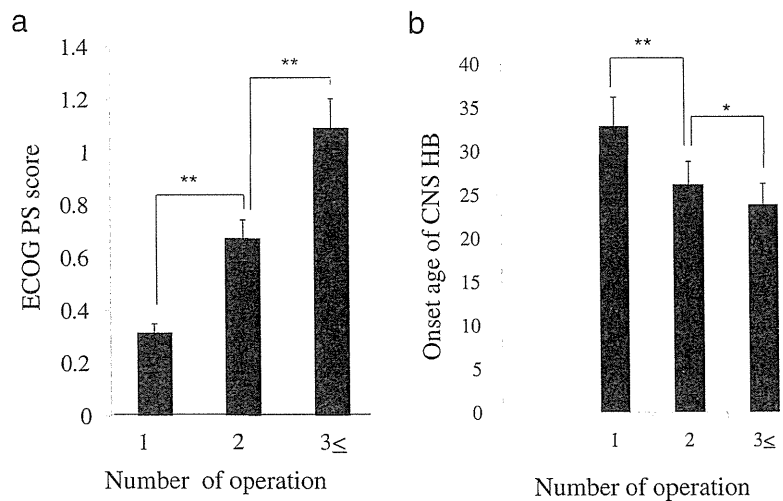 a
ECOG PS score
1.4
1.2
1
0.8
0.6
0.4
0.2
0
**
**
1 2 3≤
Number of operation
b
Onset age of CNS HB
40
35
30
25
20
15
10
5
0
**
*
1 2 3≤
Number of operation